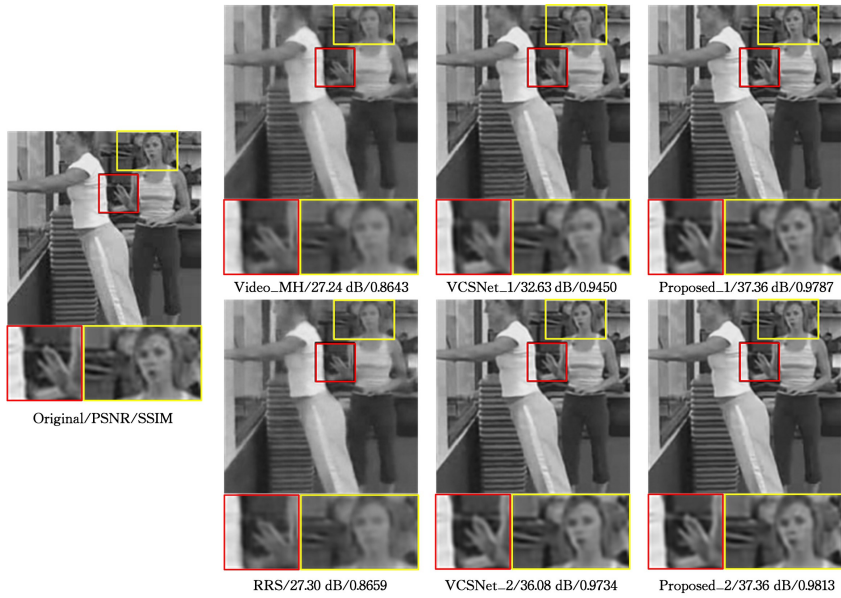 Video_MH/27.24 dB/0.8643
VCSNet_1/32.63 dB/0.9450
Proposed_1/37.36 dB/0.9787
Original/PSNR/SSIM
RRS/27.30 dB/0.8659
VCSNet_2/36.08 dB/0.9734
Proposed_2/37.36 dB/0.9813